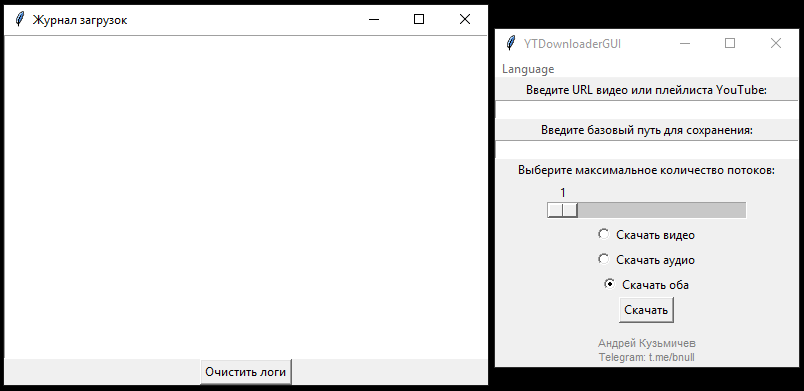 Журнал загрузок
Очистить логи
YTDownloaderGUI
Language
Введите URL видео или плейлиста YouTube:
Введите базовый путь для сохранения:
Выберите максимальное количество потоков:
1
Скачать видео
Скачать аудио
Скачать оба
Скачать
Андрей Кузьмичев
Telegram: t.me/bnull